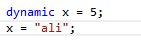 dynamic x = 5;
x = "ali";